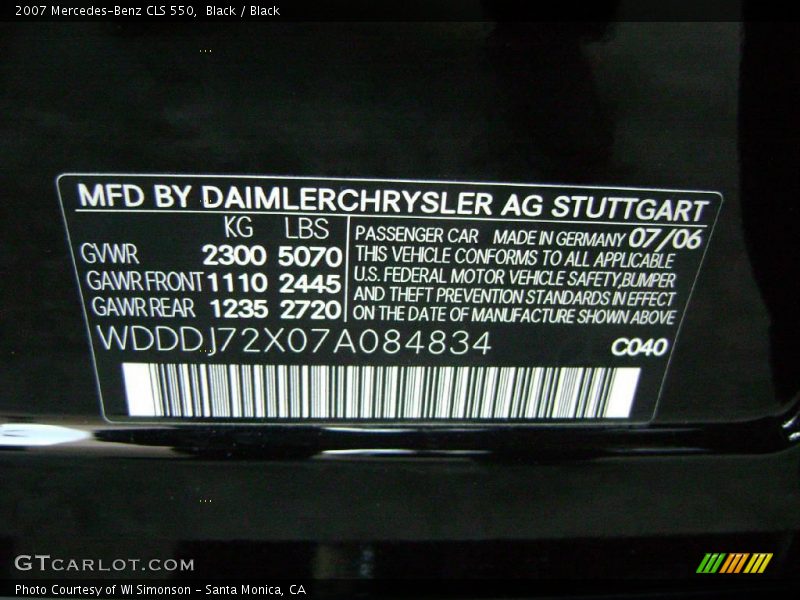 2007 Mercedes-Benz CLS 550,  Black / Black
MFD BY DAIMLERCHRYSLER AG STUTTGART
KG LBS
GVWR 2300 5070
GAWR FRONT 1110 2445
GAWR REAR 1235 2720
PASSENGER CAR MADE IN GERMANY 07/06
THIS VEHICLE CONFORMS TO ALL APPLICABLE
U.S. FEDERAL MOTOR VEHICLE SAFETY,BUMPER
AND THEFT PREVENTION STANDARDS IN EFFECT
ON THE DATE OF MANUFACTURE SHOWN ABOVE
WDDDJ72X07A084834 C040
GTCARLOT.COM
Photo Courtesy of WI Simonson - Santa Monica, CA